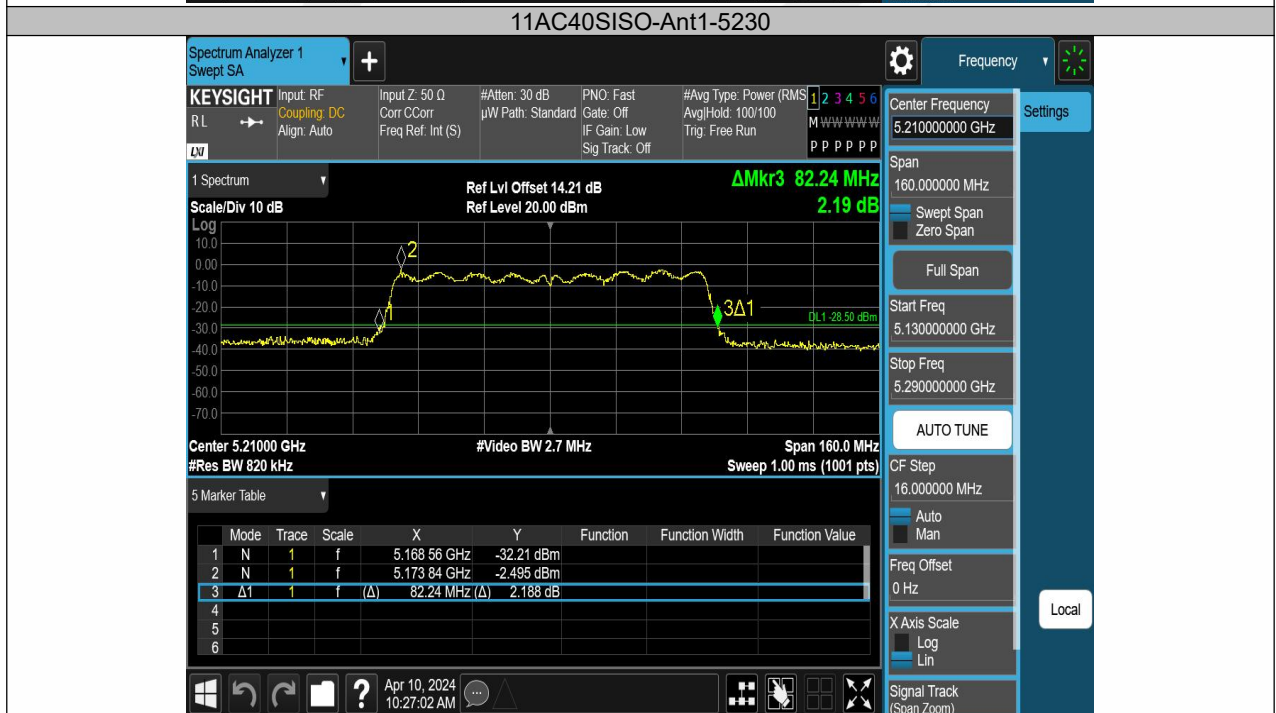 11AC40SISO-Ant1-5230
Spectrum Analyzer 1
Swept SA
+
Frequency
KEYSIGHT
RL
LXI
Input: RF
Coupling: DC
Align: Auto
Input Z: 50 Ω
Corr CCorr
Freq Ref: Int (S)
#Atten: 30 dB
µW Path: Standard
PNO: Fast
Gate: Off
IF Gain: Low
Sig Track: Off
#Avg Type: Power (RMS
Avg|Hold: 100/100
Trig: Free Run
1 2 3 4 5 6
M W W W W W
P P P P P P
1 Spectrum
Scale/Div 10 dB
Ref Lvl Offset 14.21 dB
Ref Level 20.00 dBm
ΔMkr3 82.24 MHz
2.19 dB
Log
10.0
0.00
-10.0
-20.0
-30.0
-40.0
-50.0
-60.0
-70.0
2
1
3Δ1
DL1 -28.50 dBm
Center 5.21000 GHz
#Video BW 2.7 MHz
Span 160.0 MHz
#Res BW 820 kHz
Sweep 1.00 ms (1001 pts)
5 Marker Table
Mode Trace Scale X Y Function Function Width Function Value
1 N 1 f 5.168 56 GHz -32.21 dBm
2 N 1 f 5.173 84 GHz -2.495 dBm
3 Δ1 1 f (Δ) 82.24 MHz (Δ) 2.188 dB
4
5
6
?
Apr 10, 2024
10:27:02 AM
Center Frequency
5.210000000 GHz
Settings
Span
160.000000 MHz
Swept Span
Zero Span
Full Span
Start Freq
5.130000000 GHz
Stop Freq
5.290000000 GHz
AUTO TUNE
CF Step
16.000000 MHz
Auto
Man
Freq Offset
0 Hz
Local
X Axis Scale
Log
Lin
Signal Track
(Span Zoom)